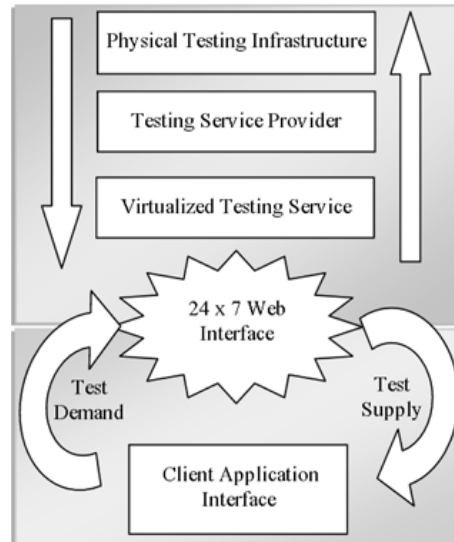 Physical Testing Infrastructure
Testing Service Provider
Virtualized Testing Service
24 x 7 Web
Interface
Test
Demand
Test
Supply
Client Application
Interface